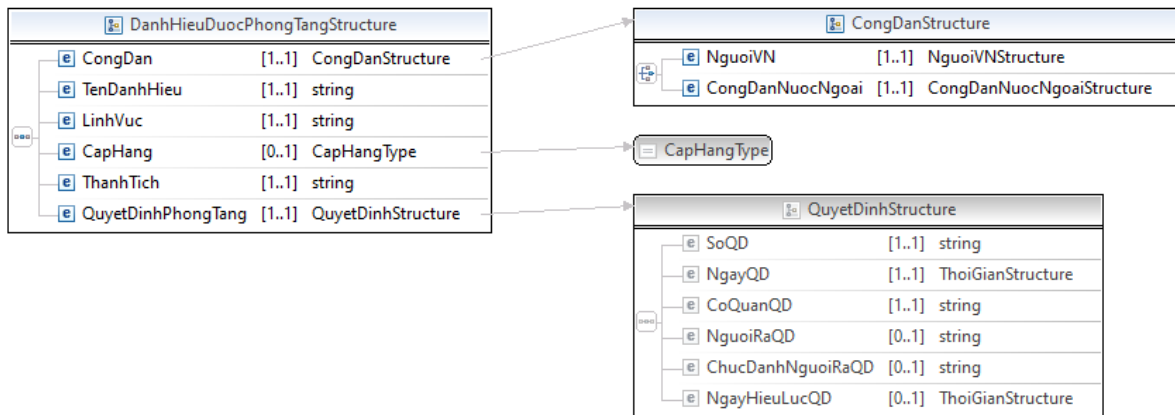 DanhHieuDuocPhongTangStructure
e CongDan [1..1] CongDanStructure
e TenDanhHieu [1..1] string
e LinhVuc [1..1] string
e CapHang [0..1] CapHangType
e ThanhTich [1..1] string
e QuyetDinhPhongTang [1..1] QuyetDinhStructure
CongDanStructure
e NguoiVN [1..1] NguoiVNStructure
e CongDanNuocNgoai [1..1] CongDanNuocNgoaiStructure
CapHangType
QuyetDinhStructure
e SoQD [1..1] string
e NgayQD [1..1] ThoiGianStructure
e CoQuanQD [1..1] string
e NguoiRaQD [0..1] string
e ChucDanhNguoiRaQD [0..1] string
e NgayHieuLucQD [0..1] ThoiGianStructure